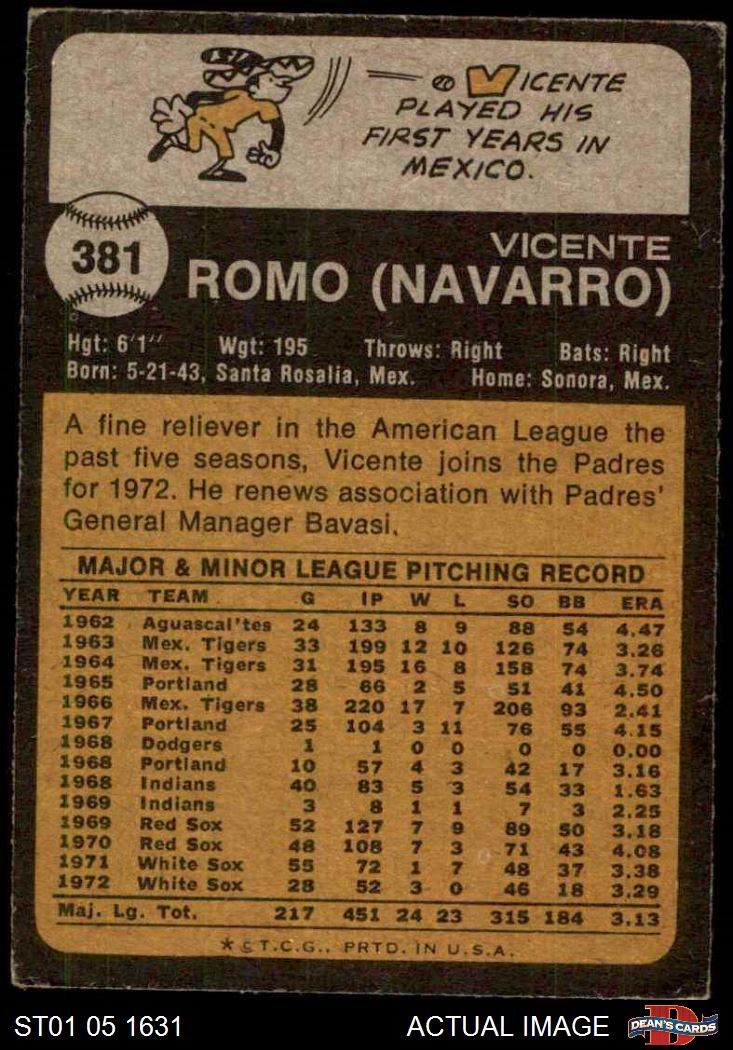 VICENTE
PLAYED HIS
FIRST YEARS IN
MEXICO.
381
VICENTE
ROMO (NAVARRO)
Hgt: 6'1" Wgt: 195 Throws: Right Bats: Right
Born: 5-21-43, Santa Rosalia, Mex. Home: Sonora, Mex.
A fine reliever in the American League the
past five seasons, Vicente joins the Padres
for 1972. He renews association with Padres'
General Manager Bavasi.
MAJOR & MINOR LEAGUE PITCHING RECORD
YEAR TEAM G IP W L SO BB ERA
1962 Aguascal'tes 24 133 8 9 88 54 4.47
1963 Mex. Tigers 33 199 12 10 126 74 3.26
1964 Mex. Tigers 31 195 16 8 158 74 3.74
1965 Portland 28 66 2 5 51 41 4.50
1966 Mex. Tigers 38 220 17 7 206 93 2.41
1967 Portland 25 104 3 11 76 55 4.15
1968 Dodgers 1 1 0 0 0 0 0.00
1968 Portland 10 57 4 3 42 17 3.16
1968 Indians 40 83 5 3 54 33 1.63
1969 Indians 3 8 1 1 7 3 2.25
1969 Red Sox 52 127 7 9 89 50 3.18
1970 Red Sox 48 108 7 3 71 43 4.08
1971 White Sox 55 72 1 7 48 37 3.38
1972 White Sox 28 52 3 0 46 18 3.29
Maj. Lg. Tot. 217 451 24 23 315 184 3.13
★ © T.C.G., PRTD. IN U.S.A.
ST01 05 1631 ACTUAL IMAGE D DEAN'S CARDS